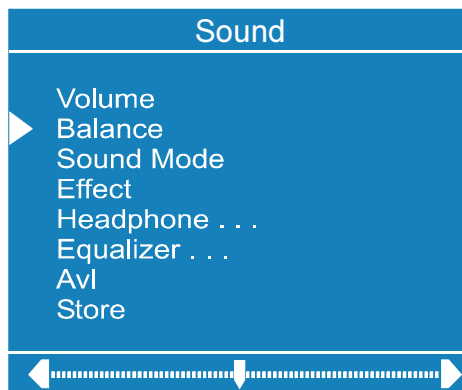 Sound
Volume
Balance
Sound Mode
Effect
Headphone . . .
Equalizer . . .
Avl
Store